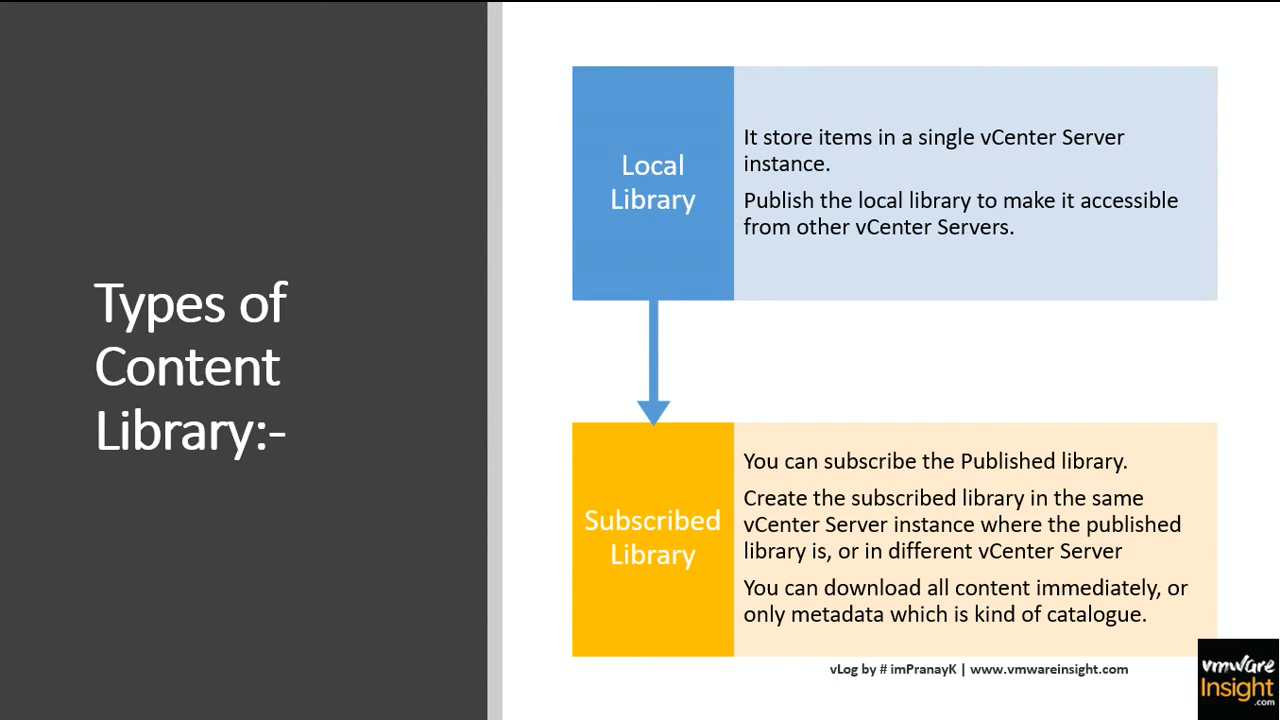 Types of
Content
Library:-
Local
Library
It store items in a single vCenter Server
instance.
Publish the local library to make it accessible
from other vCenter Servers.
Subscribed
Library
You can subscribe the Published library.
Create the subscribed library in the same
vCenter Server instance where the published
library is, or in different vCenter Server
You can download all content immediately, or
only metadata which is kind of catalogue.
vLog by # imPranayK | www.vmwareinsight.com
vmware
Insight
.com